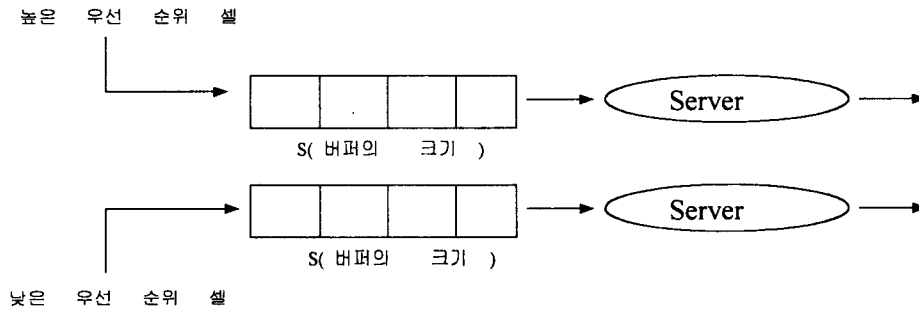 높은 우선 순위 셀
Server
S( 버퍼의 크기 )
Server
S( 버퍼의 크기 )
낮은 우선 순위 셀